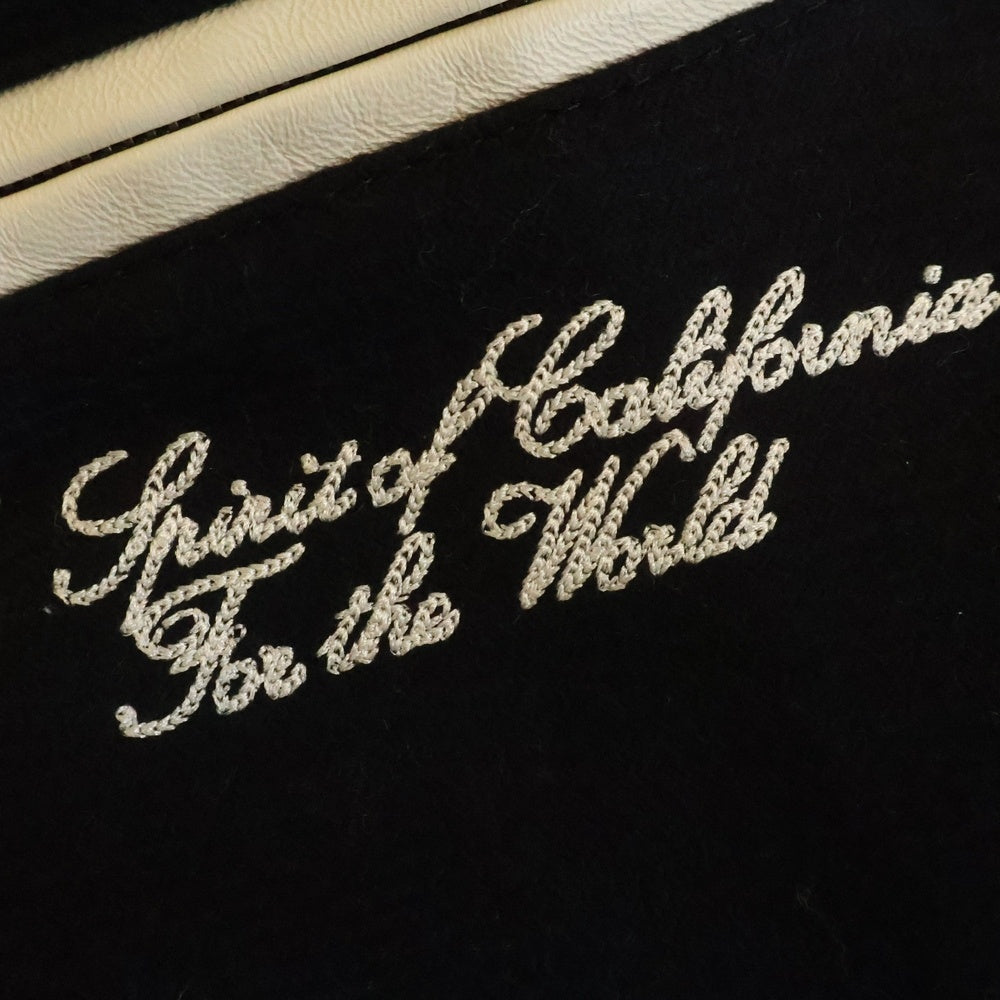 Spirit of California
For the World